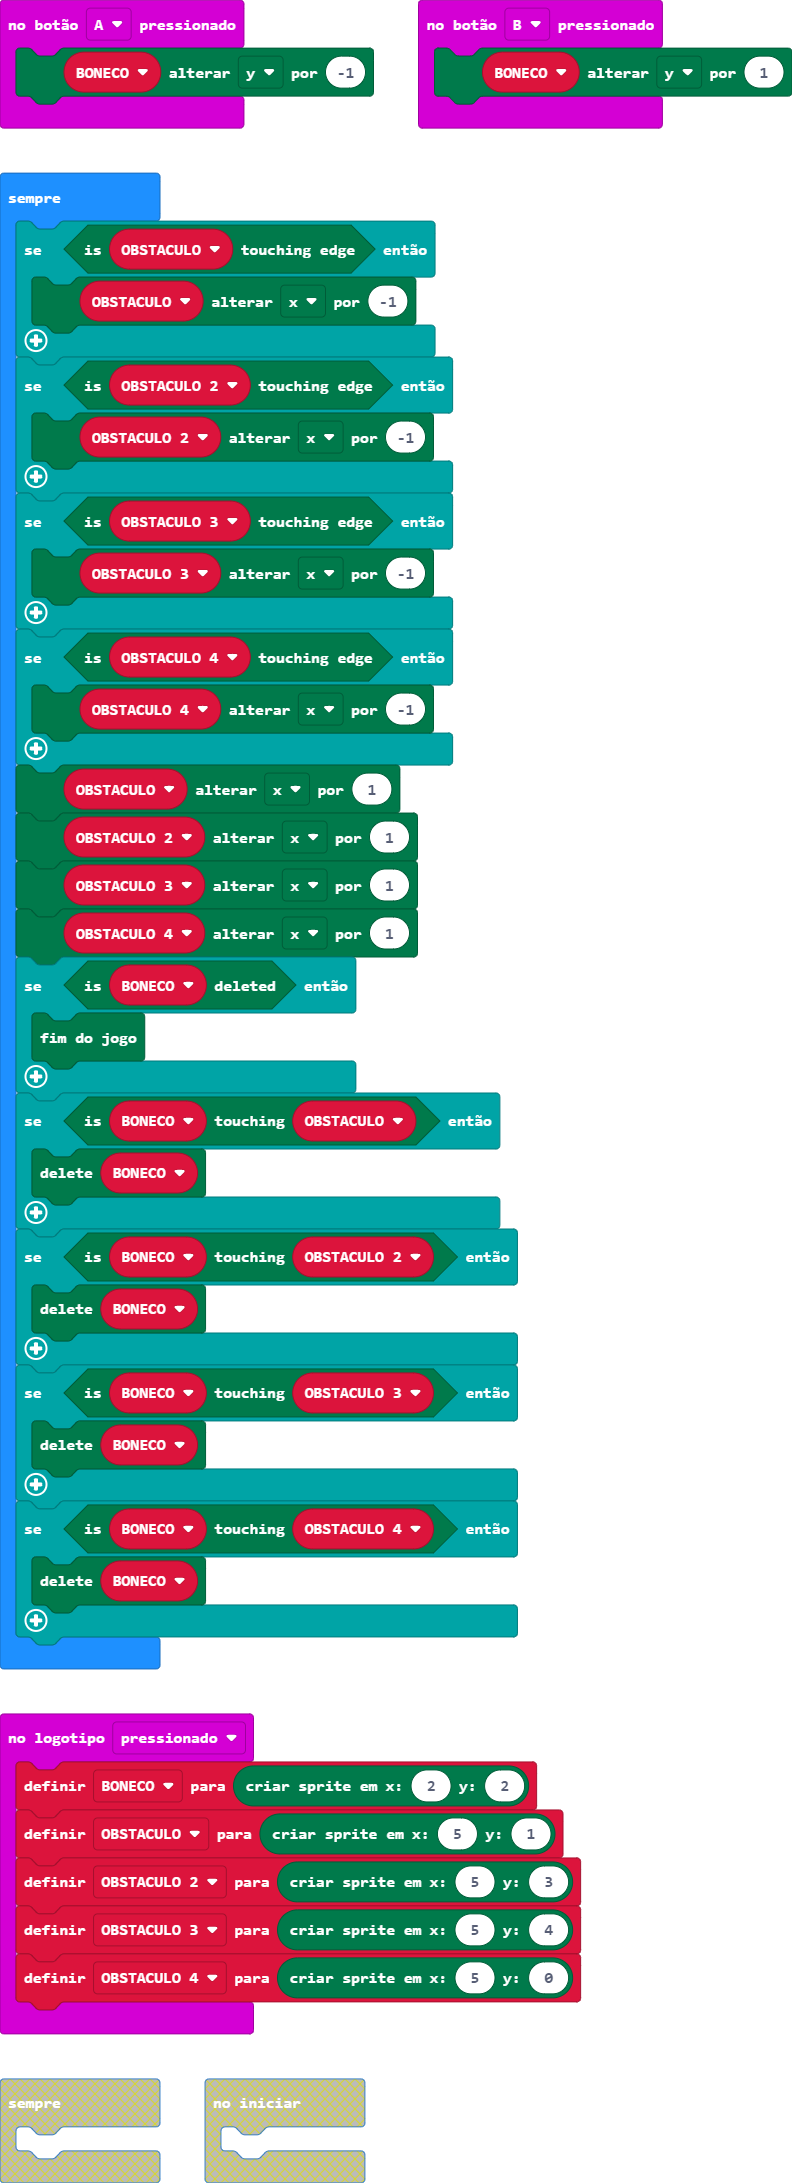 no botão A pressionado
BONECO alterar y por -1
no botão B pressionado
BONECO alterar y por 1
sempre
se is OBSTACULO touching edge então
OBSTACULO alterar x por -1
se is OBSTACULO 2 touching edge então
OBSTACULO 2 alterar x por -1
se is OBSTACULO 3 touching edge então
OBSTACULO 3 alterar x por -1
se is OBSTACULO 4 touching edge então
OBSTACULO 4 alterar x por -1
OBSTACULO alterar x por 1
OBSTACULO 2 alterar x por 1
OBSTACULO 3 alterar x por 1
OBSTACULO 4 alterar x por 1
se is BONECO deleted então
fim do jogo
se is BONECO touching OBSTACULO então
delete BONECO
se is BONECO touching OBSTACULO 2 então
delete BONECO
se is BONECO touching OBSTACULO 3 então
delete BONECO
se is BONECO touching OBSTACULO 4 então
delete BONECO
no logotipo pressionado
definir BONECO para criar sprite em x: 2 y: 2
definir OBSTACULO para criar sprite em x: 5 y: 1
definir OBSTACULO 2 para criar sprite em x: 5 y: 3
definir OBSTACULO 3 para criar sprite em x: 5 y: 4
definir OBSTACULO 4 para criar sprite em x: 5 y: 0
sempre
no iniciar